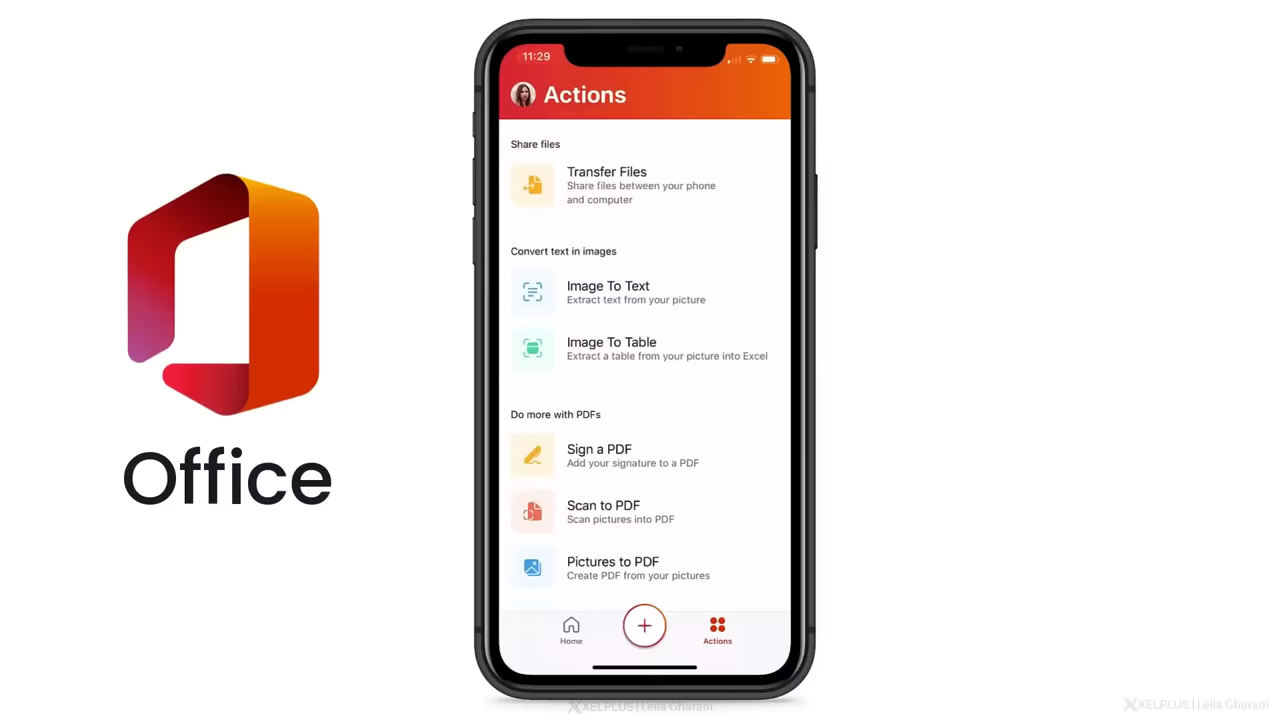 11:29
Actions
Share files
Transfer Files
Share files between your phone
and computer
Convert text in images
Image To Text
Extract text from your picture
Image To Table
Extract a table from your picture into Excel
Do more with PDFs
Sign a PDF
Add your signature to a PDF
Scan to PDF
Scan pictures into PDF
Pictures to PDF
Create PDF from your pictures
Home
Actions
Office
XELPLUS | Leila Gharani
XELPLUS | Leila Gharani